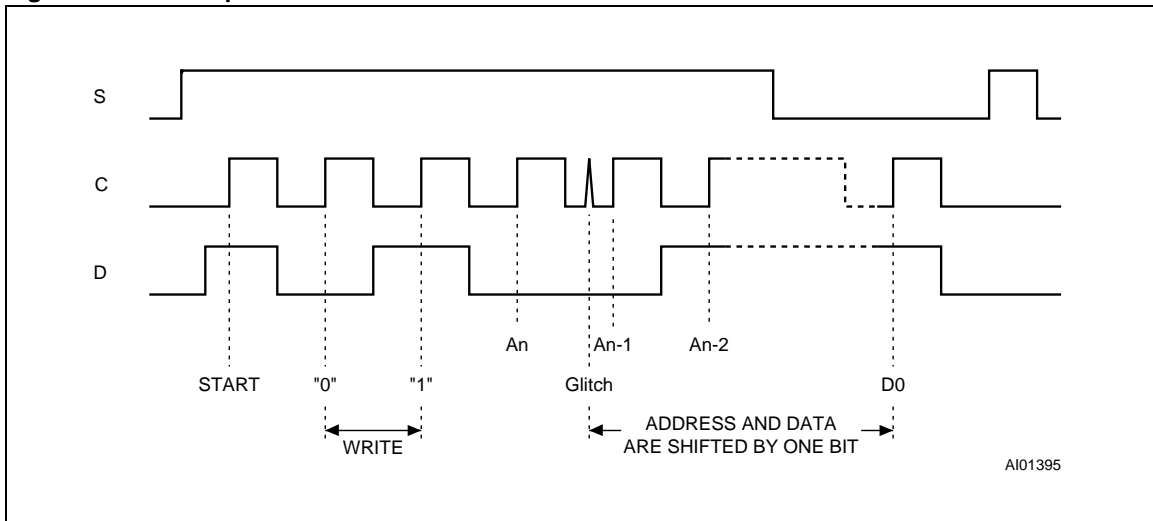 S
C
D
An An-1 An-2
START "0" "1" Glitch D0
WRITE
ADDRESS AND DATA
ARE SHIFTED BY ONE BIT
AI01395